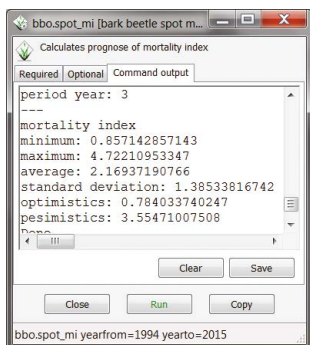 bbo.spot_mi [bark beetle spot m...
Calculates prognose of mortality index
Required Optional Command output
period year: 3
---
mortality index
minimum: 0.857142857143
maximum: 4.72210953347
average: 2.16937190766
standard deviation: 1.38533816742
optimistics: 0.784033740247
pesimistics: 3.55471007508
Done
Clear Save
Close Run Copy
bbo.spot_mi yearfrom=1994 yearto=2015